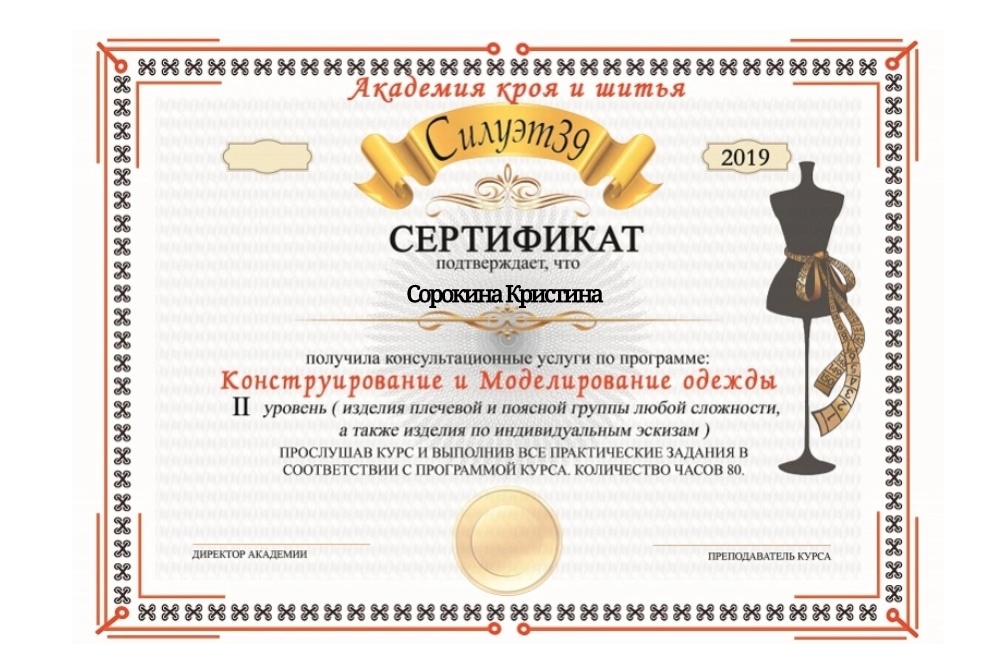 Академия кроя и шитья
Силуэт39
2019
СЕРТИФИКАТ
подтверждает, что
Сорокина Кристина
получила консультационные услуги по программе:
Конструирование и Моделирование одежды
II уровень ( изделия плечевой и поясной группы любой сложности,
а также изделия по индивидуальным эскизам )
ПРОСЛУШАВ КУРС И ВЫПОЛНИВ ВСЕ ПРАКТИЧЕСКИЕ ЗАДАНИЯ В
СООТВЕТСТВИИ С ПРОГРАММОЙ КУРСА. КОЛИЧЕСТВО ЧАСОВ 80.
ДИРЕКТОР АКАДЕМИИ
ПРЕПОДАВАТЕЛЬ КУРСА